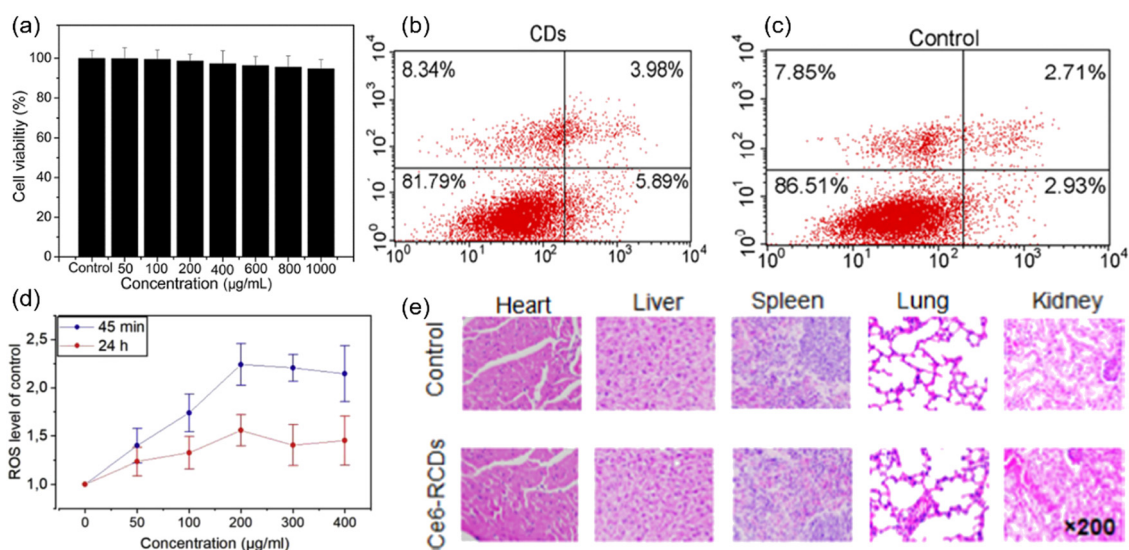 (a)
Cell viability (%)
120
100
80
60
40
20
0
Control 50 100 200 400 600 800 1000
Concentration (µg/mL)
(b)
CDs
8.34% 3.98%
81.79% 5.89%
10⁴
10³
10²
10¹
10⁰
10⁰ 10¹ 10² 10³ 10⁴
(c)
Control
7.85% 2.71%
86.51% 2.93%
10⁴
10³
10²
10¹
10⁰
10⁰ 10¹ 10² 10³ 10⁴
(d)
45 min
24 h
ROS level of control
2,5
2,0
1,5
1,0
0 50 100 200 300 400
Concentration (µg/ml)
(e)
Heart Liver Spleen Lung Kidney
Control
Ce6-RCDs
×200